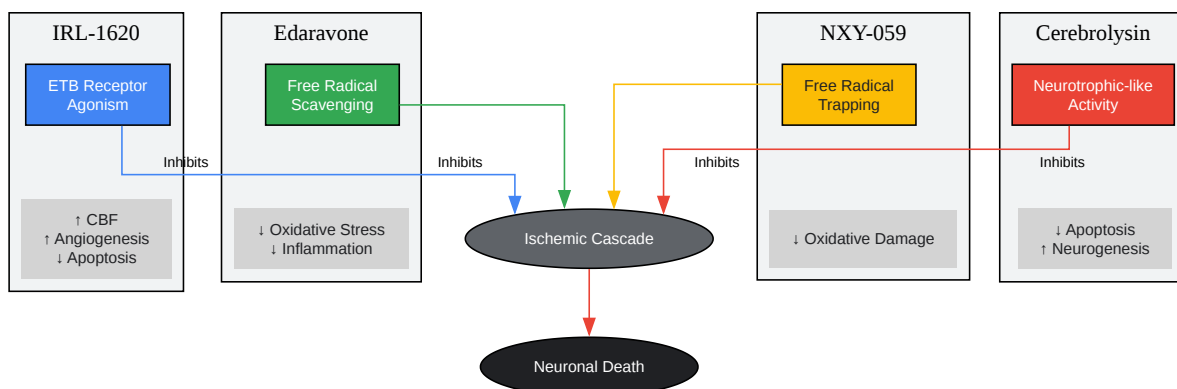 IRL-1620
ETB Receptor
Agonism
Inhibits
↑ CBF
↑ Angiogenesis
↓ Apoptosis
Edaravone
Free Radical
Scavenging
Inhibits
↓ Oxidative Stress
↓ Inflammation
NXY-059
Free Radical
Trapping
Inhibits
↓ Oxidative Damage
Cerebrolysin
Neurotrophic-like
Activity
Inhibits
↓ Apoptosis
↑ Neurogenesis
Ischemic Cascade
Neuronal Death